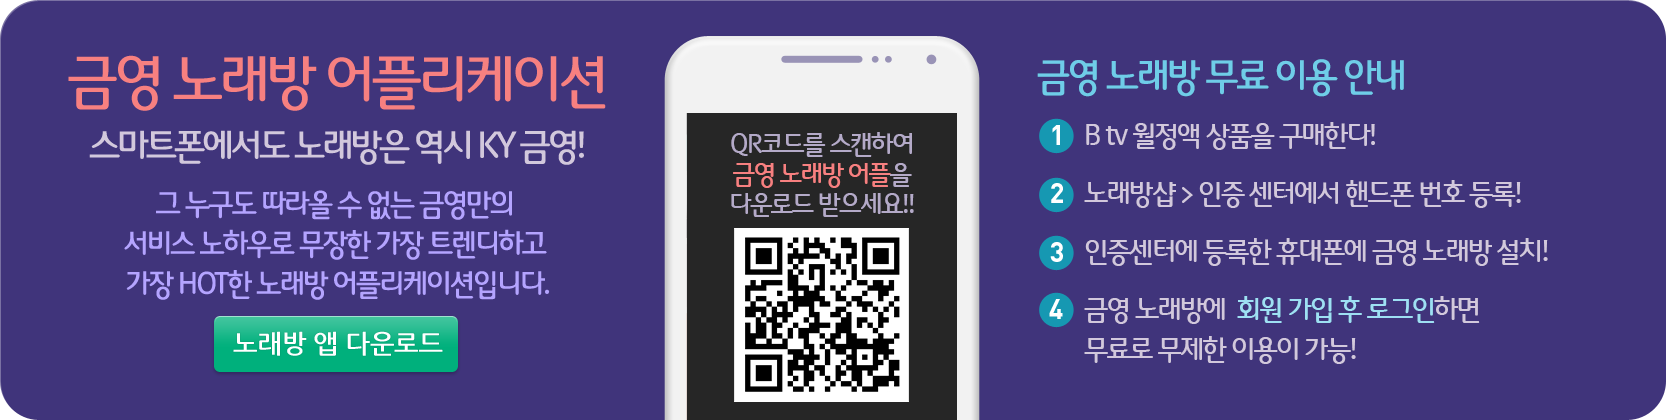 금영 노래방 어플리케이션
스마트폰에서도 노래방은 역시 KY 금영!
그 누구도 따라올 수 없는 금영만의
서비스 노하우로 무장한 가장 트렌디하고
가장 HOT한 노래방 어플리케이션입니다.
노래방 앱 다운로드
QR코드를 스캔하여
금영 노래방 어플을
다운로드 받으세요!!
금영 노래방 무료 이용 안내
1 B tv 월정액 상품을 구매한다!
2 노래방샵 > 인증 센터에서 핸드폰 번호 등록!
3 인증센터에 등록한 휴대폰에 금영 노래방 설치!
4 금영 노래방에 회원 가입 후 로그인하면
무료로 무제한 이용이 가능!